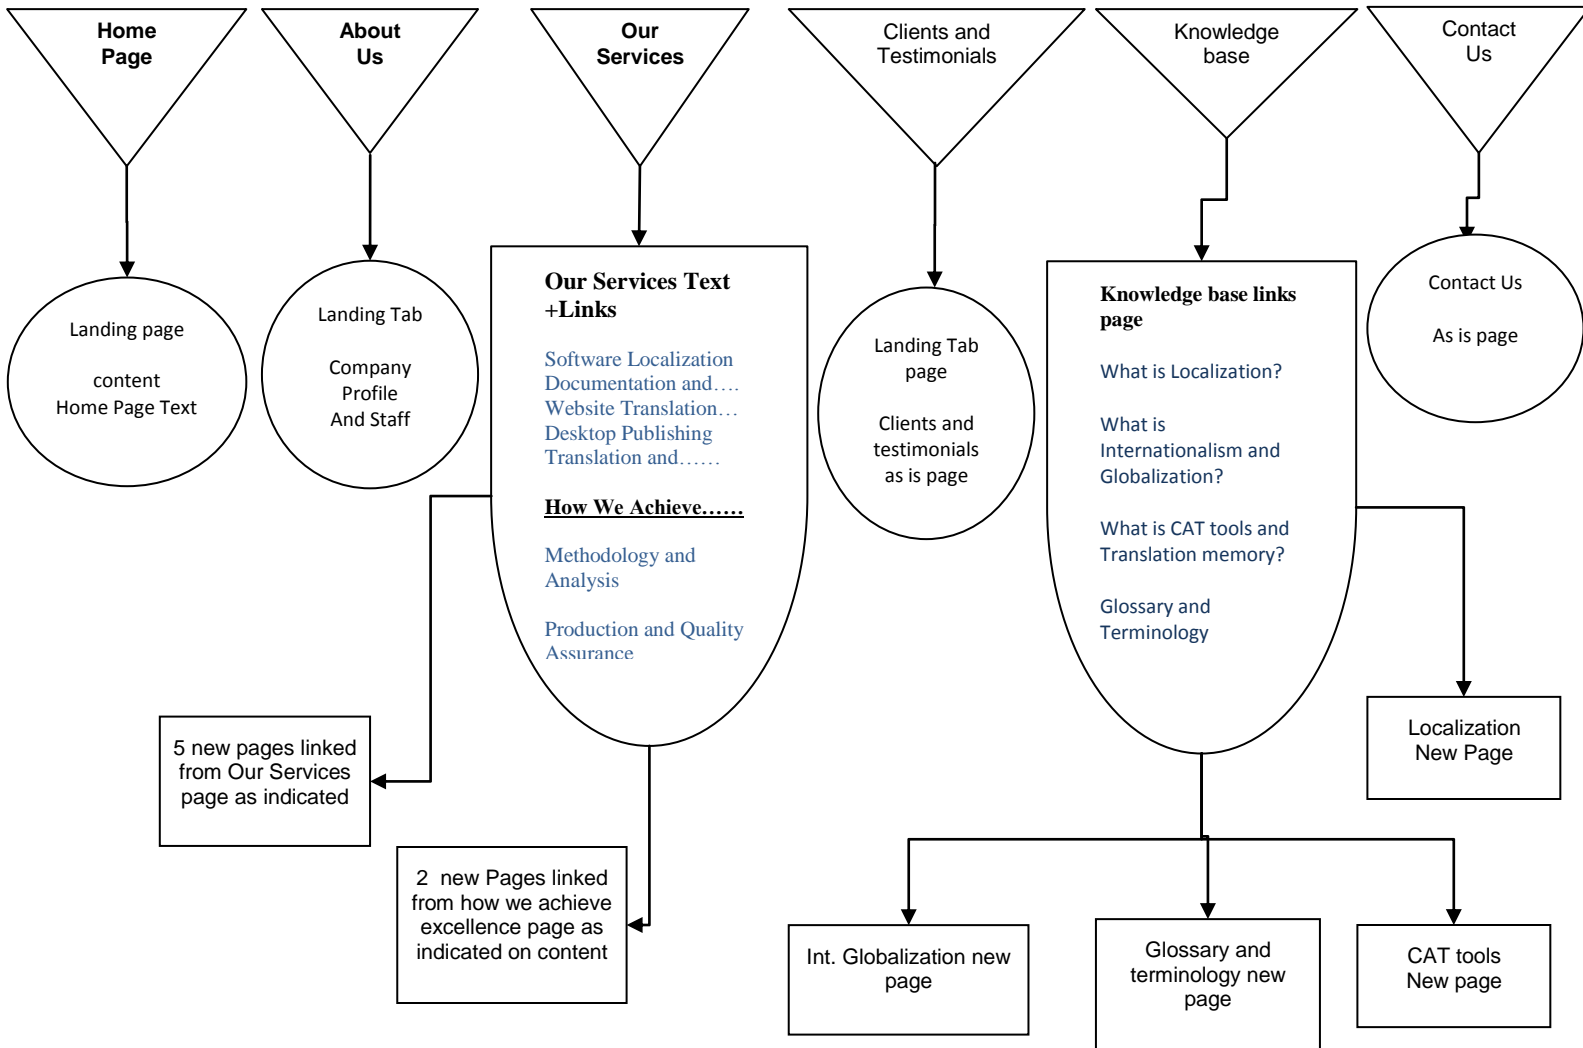 Home
Page
About
Us
Our
Services
Clients and
Testimonials
Knowledge
base
Contact
Us
Landing page
content
Home Page Text
Landing Tab
Company
Profile
And Staff
Our Services Text
+Links
Software Localization
Documentation and….
Website Translation…
Desktop Publishing
Translation and……
How We Achieve……
Methodology and
Analysis
Production and Quality
Assurance
Landing Tab
page
Clients and
testimonials
as is page
Knowledge base links
page
What is Localization?
What is
Internationalism and
Globalization?
What is CAT tools and
Translation memory?
Glossary and
Terminology
Contact Us
As is page
5 new pages linked
from Our Services
page as indicated
2  new Pages linked
from how we achieve
excellence page as
indicated on content
Localization
New Page
Int. Globalization new
page
Glossary and
terminology new
page
CAT tools
New page